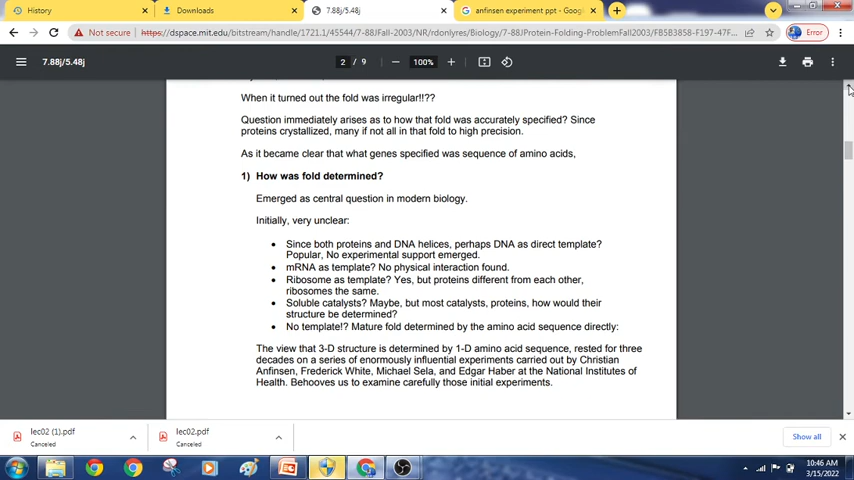 History
Downloads
7.88j/5.48j
anfinsen experiment ppt - Goog
Not secure
https://dspace.mit.edu/bitstream/handle/1721.1/45544/NR/rdonlyres/Biology/7-88JProtein-Folding-ProblemFall2003/FB5B3858-F197-47F...
Error
7.88j/5.48j
2 / 9
100%
When it turned out the fold was irregular!!??
Question immediately arises as to how that fold was accurately specified? Since
proteins crystallized, many if not all in that fold to high precision.
As it became clear that what genes specified was sequence of amino acids,
1) How was fold determined?
Emerged as central question in modern biology.
Initially, very unclear:
• Since both proteins and DNA helices, perhaps DNA as direct template?
Popular, No experimental support emerged.
• mRNA as template? No physical interaction found.
• Ribosome as template? Yes, but proteins different from each other,
ribosomes the same.
• Soluble catalysts? Maybe, but most catalysts, proteins, how would their
structure be determined?
• No template!? Mature fold determined by the amino acid sequence directly:
The view that 3-D structure is determined by 1-D amino acid sequence, rested for three
decades on a series of enormously influential experiments carried out by Christian
Anfinsen, Frederick White, Michael Sela, and Edgar Haber at the National Institutes of
Health. Behooves us to examine carefully those initial experiments.
lec02 (1).pdf
Canceled
lec02.pdf
Canceled
Show all
10:46 AM
3/15/2022